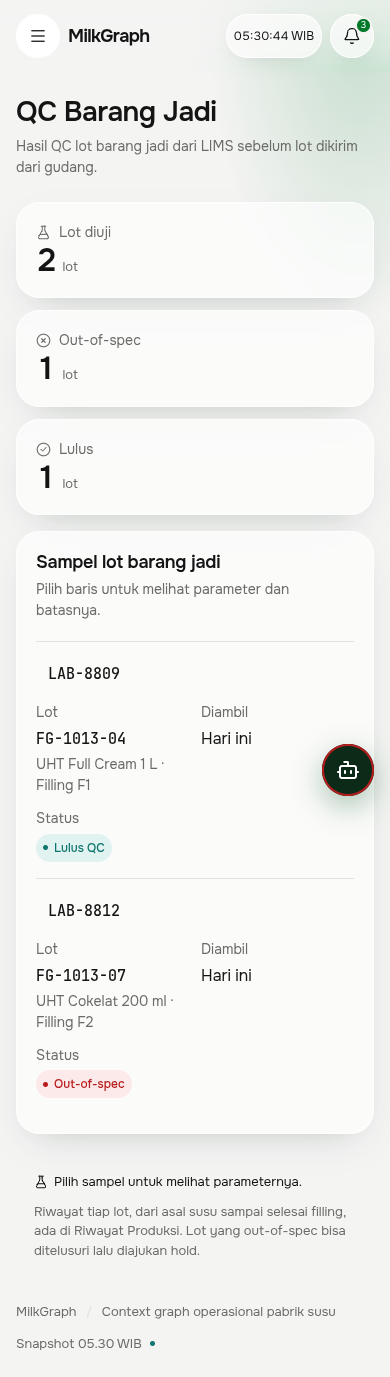 MilkGraph
05:30:44 WIB
3
QC Barang Jadi
Hasil QC lot barang jadi dari LIMS sebelum lot dikirim
dari gudang.
Lot diuji
2 lot
Out-of-spec
1 lot
Lulus
1 lot
Sampel lot barang jadi
Pilih baris untuk melihat parameter dan
batasnya.
LAB-8809
Lot
Diambil
FG-1013-04
Hari ini
UHT Full Cream 1 L ·
Filling F1
Status
Lulus QC
LAB-8812
Lot
Diambil
FG-1013-07
Hari ini
UHT Cokelat 200 ml ·
Filling F2
Status
Out-of-spec
Pilih sampel untuk melihat parameternya.
Riwayat tiap lot, dari asal susu sampai selesai filling,
ada di Riwayat Produksi. Lot yang out-of-spec bisa
ditelusuri lalu diajukan hold.
MilkGraph / Context graph operasional pabrik susu
Snapshot 05.30 WIB